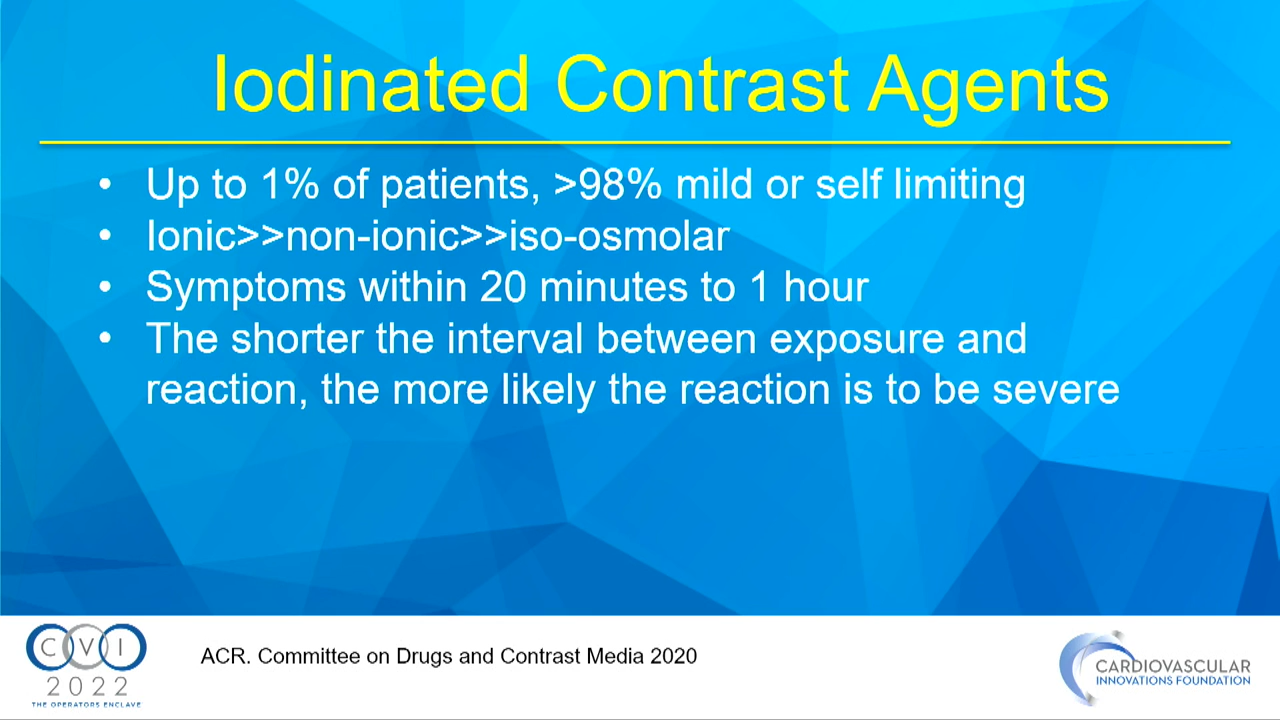 Iodinated Contrast Agents
• Up to 1% of patients, >98% mild or self limiting
• Ionic>>non-ionic>>iso-osmolar
• Symptoms within 20 minutes to 1 hour
• The shorter the interval between exposure and
reaction, the more likely the reaction is to be severe
CVI
2022
THE OPERATORS ENCLAVE
ACR. Committee on Drugs and Contrast Media 2020
CARDIOVASCULAR
INNOVATIONS FOUNDATION